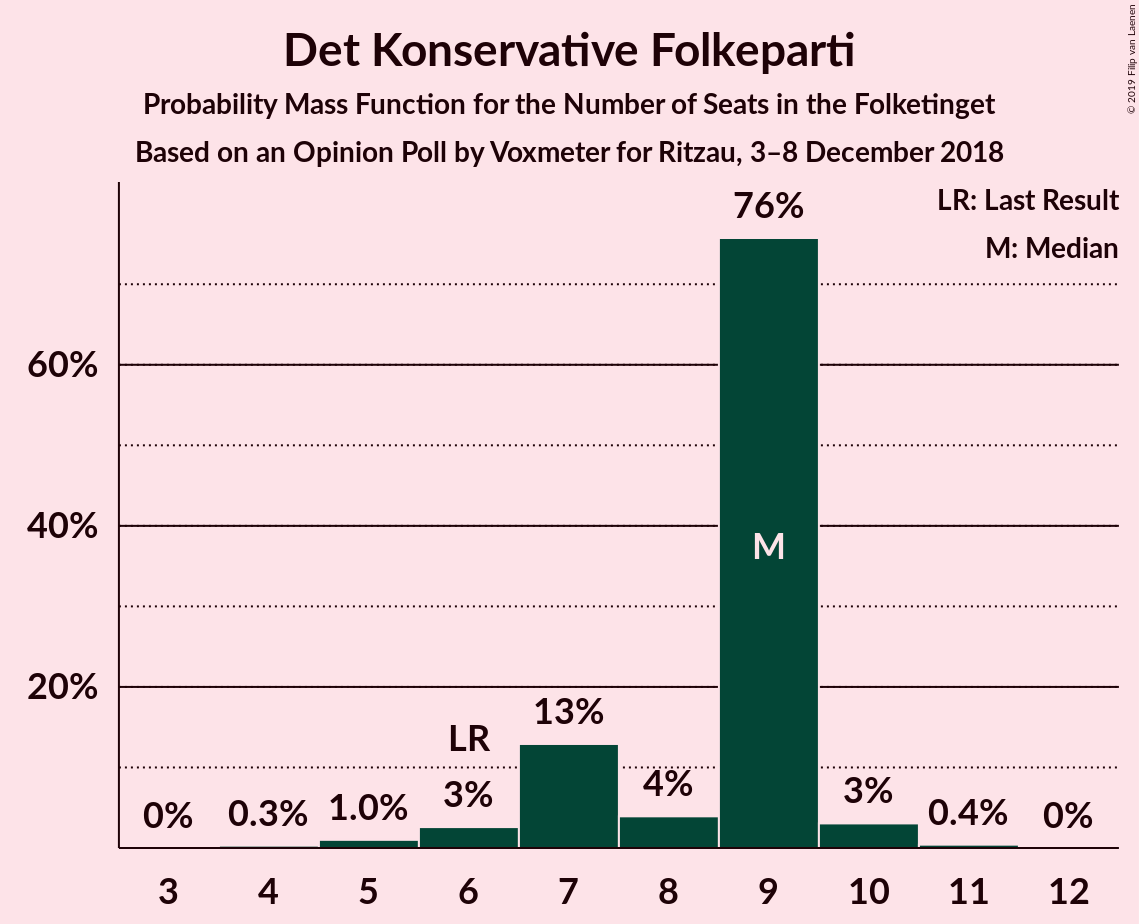 Det Konservative Folkeparti
Probability Mass Function for the Number of Seats in the Folketinget
Based on an Opinion Poll by Voxmeter for Ritzau, 3–8 December 2018
© 2019 Filip van Laenen
LR: Last Result
M: Median
76%
60%
40%
20%
M
13%
LR
0%
0.3%
1.0%
3%
4%
3%
0.4%
0%
3 4 5 6 7 8 9 10 11 12